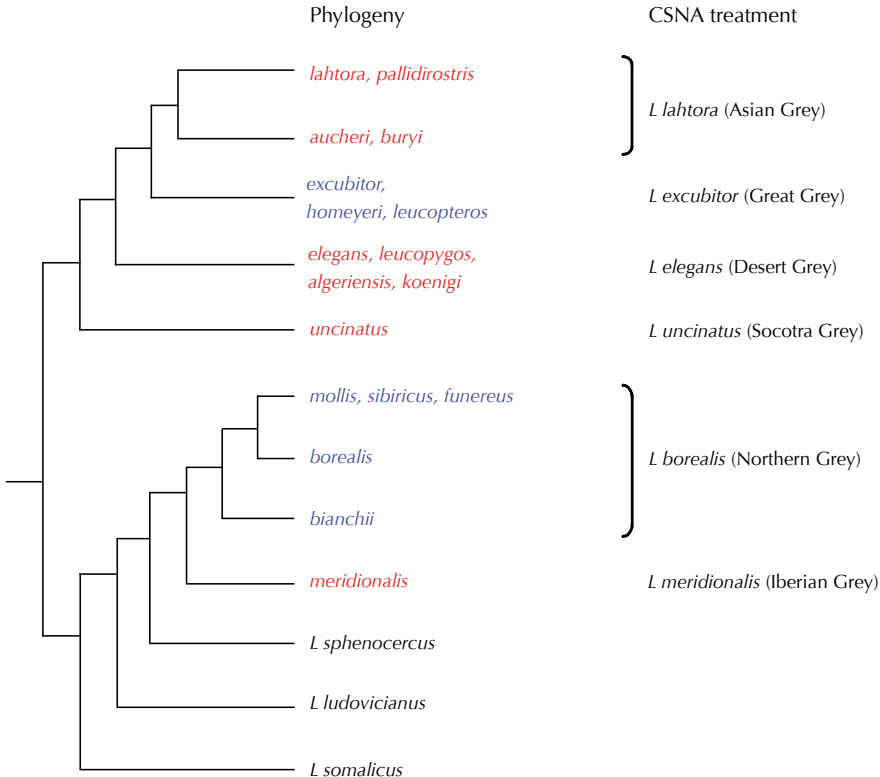 Phylogeny
CSNA treatment
lahtora, pallidirostris
L lahtora (Asian Grey)
aucheri, buryi
excubitor,
homeyeri, leucopteros
L excubitor (Great Grey)
elegans, leucopygos,
algeriensis, koenigi
L elegans (Desert Grey)
uncinatus
L uncinatus (Socotra Grey)
mollis, sibiricus, funereus
borealis
L borealis (Northern Grey)
bianchii
meridionalis
L meridionalis (Iberian Grey)
L sphenocercus
L ludovicianus
L somalicus